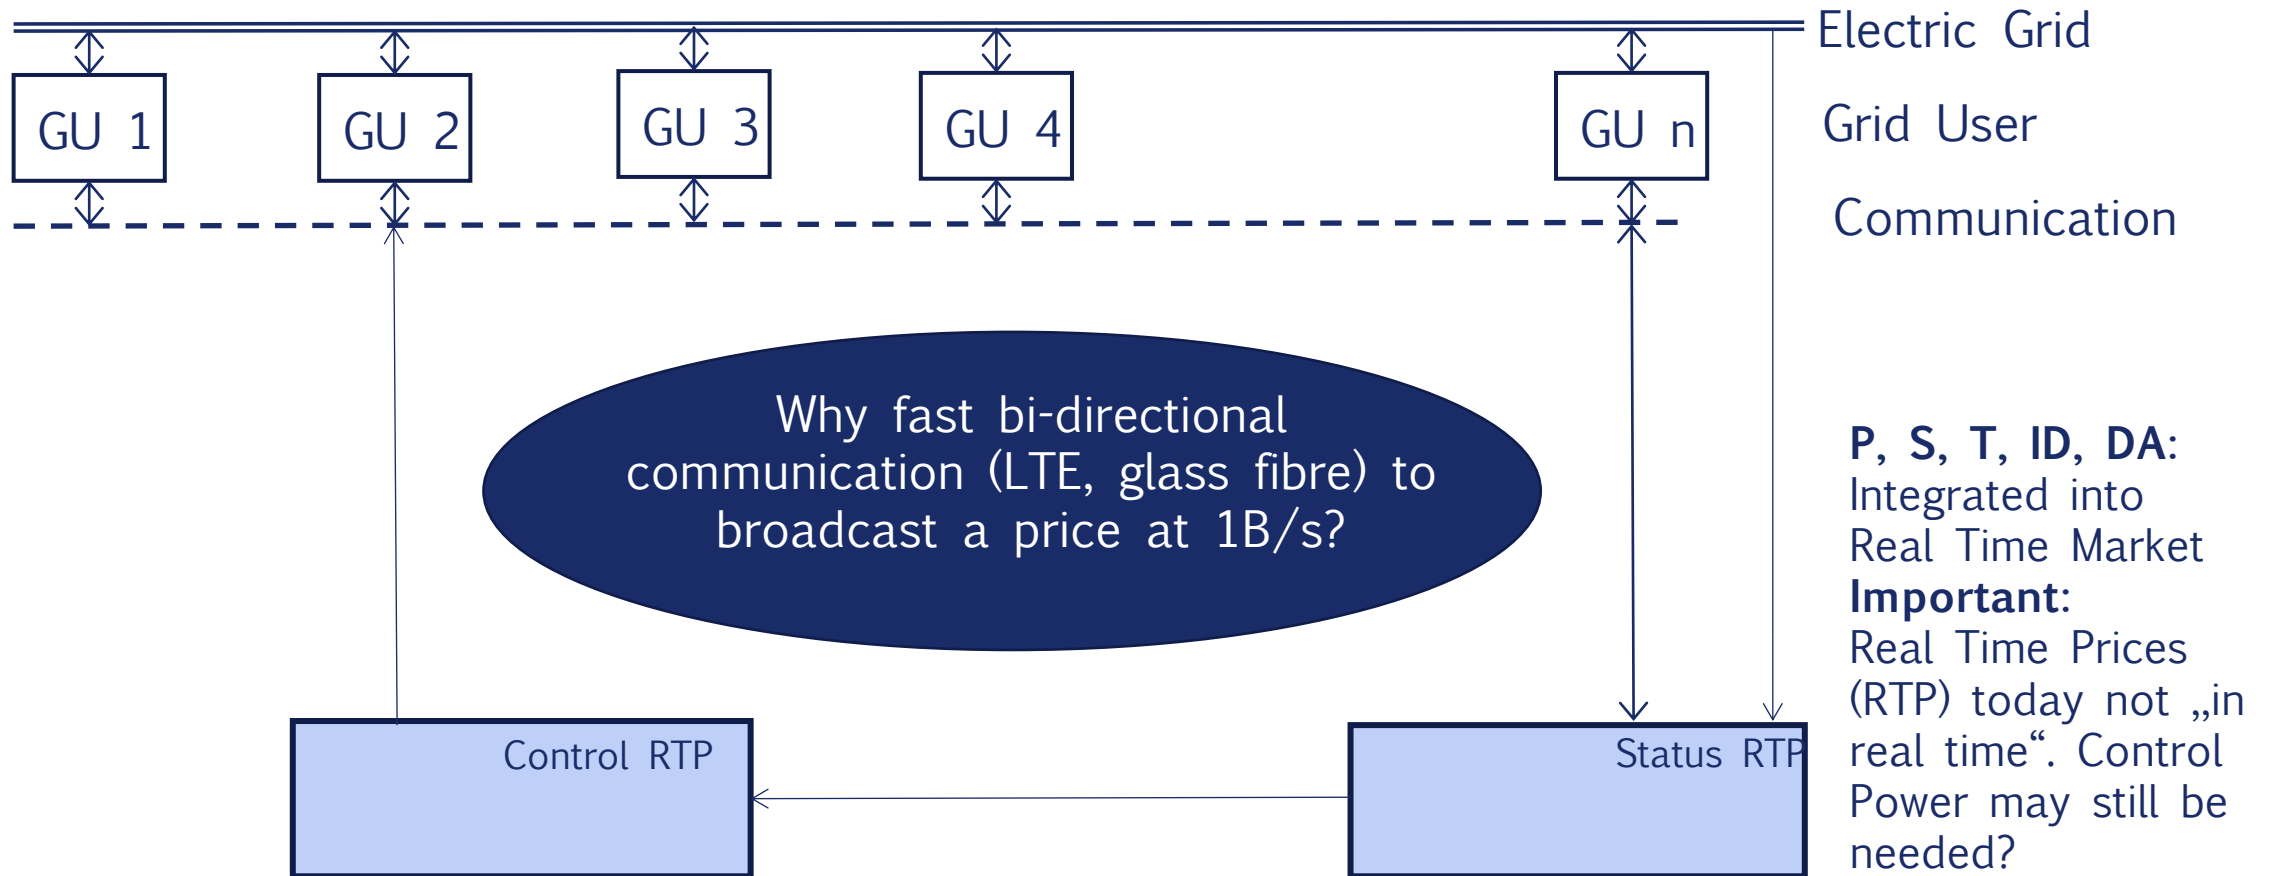 Electric Grid
GU 1
GU 2
GU 3
GU 4
GU n
Grid User
Communication
Why fast bi-directional
communication (LTE, glass fibre) to
broadcast a price at 1B/s?
P, S, T, ID, DA:
Integrated into
Real Time Market
Important:
Real Time Prices
(RTP) today not „in
real time“. Control
Power may still be
needed?
Control RTP
Status RTP